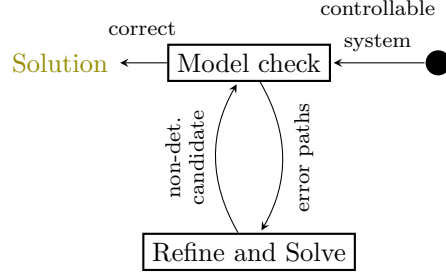 controllable
system
correct
Solution
Model check
non-det.
candidate
error paths
Refine and Solve